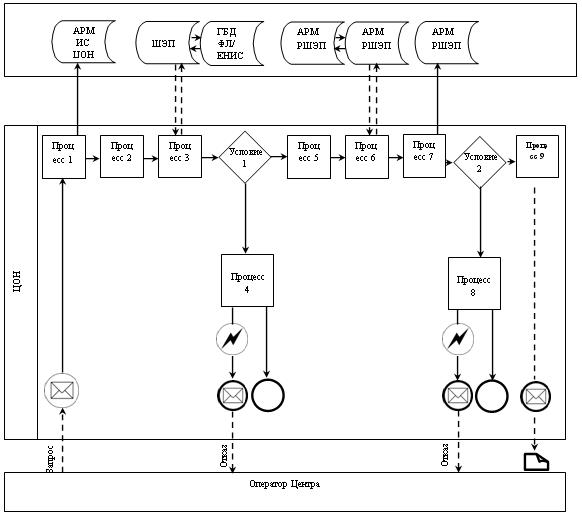 АРМ
ИС
ЦОН
ШЭП
ГБД
ФЛ/
ЕНИС
АРМ
РШЭП
АРМ
РШЭП
АРМ
РШЭП
Проц
есс 1
Проц
есс 2
Проц
есс 3
Условие
1
Проц
есс 5
Проц
есс 6
Проц
есс 7
Условие
2
Проце
сс 9
ЦОН
Процесс
4
Процесс
8
Запрос
Отказ
Отказ
Оператор Центра